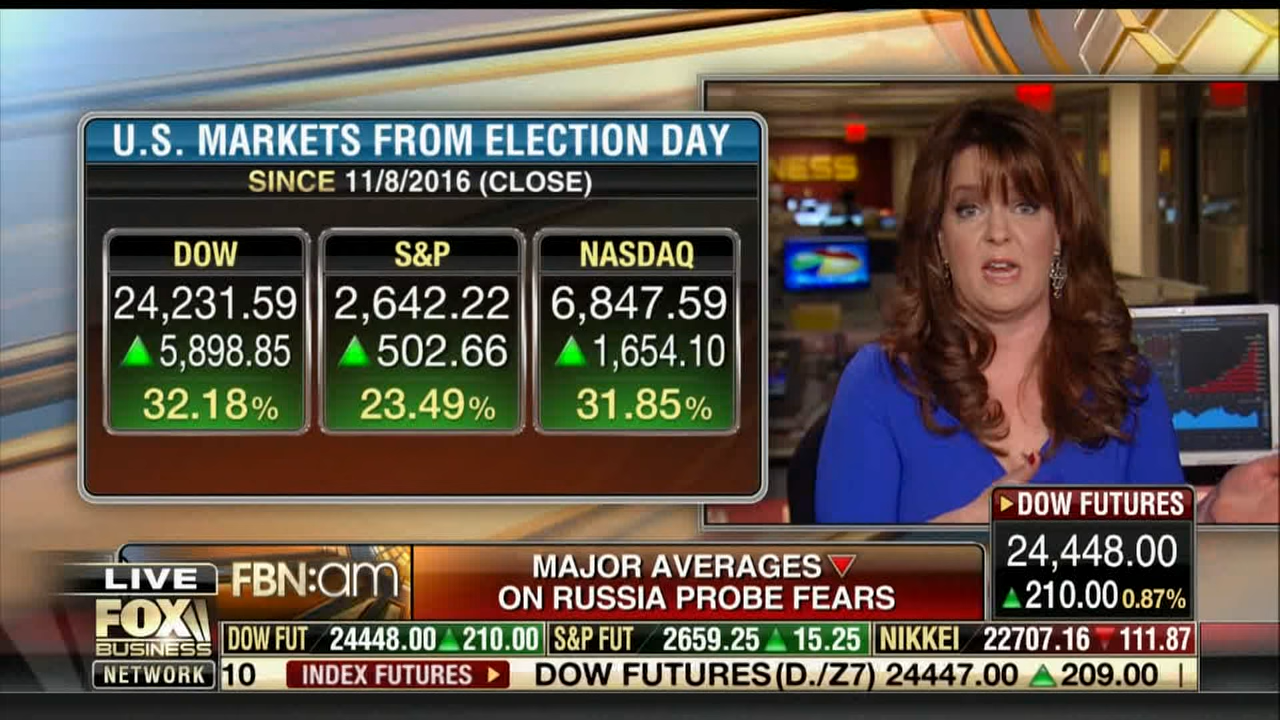 U.S. MARKETS FROM ELECTION DAY
SINCE 11/8/2016 (CLOSE)
DOW
24,231.59
5,898.85
32.18%
S&P
2,642.22
502.66
23.49%
NASDAQ
6,847.59
1,654.10
31.85%
NESS
DOW FUTURES
24,448.00
210.00 0.87%
LIVE
FOX
BUSINESS
NETWORK
FBN:am
MAJOR AVERAGES
ON RUSSIA PROBE FEARS
DOW FUT 24448.00 210.00 S&P FUT 2659.25 15.25 NIKKEI 22707.16 111.87
10 INDEX FUTURES DOW FUTURES (D./Z7) 24447.00 209.00